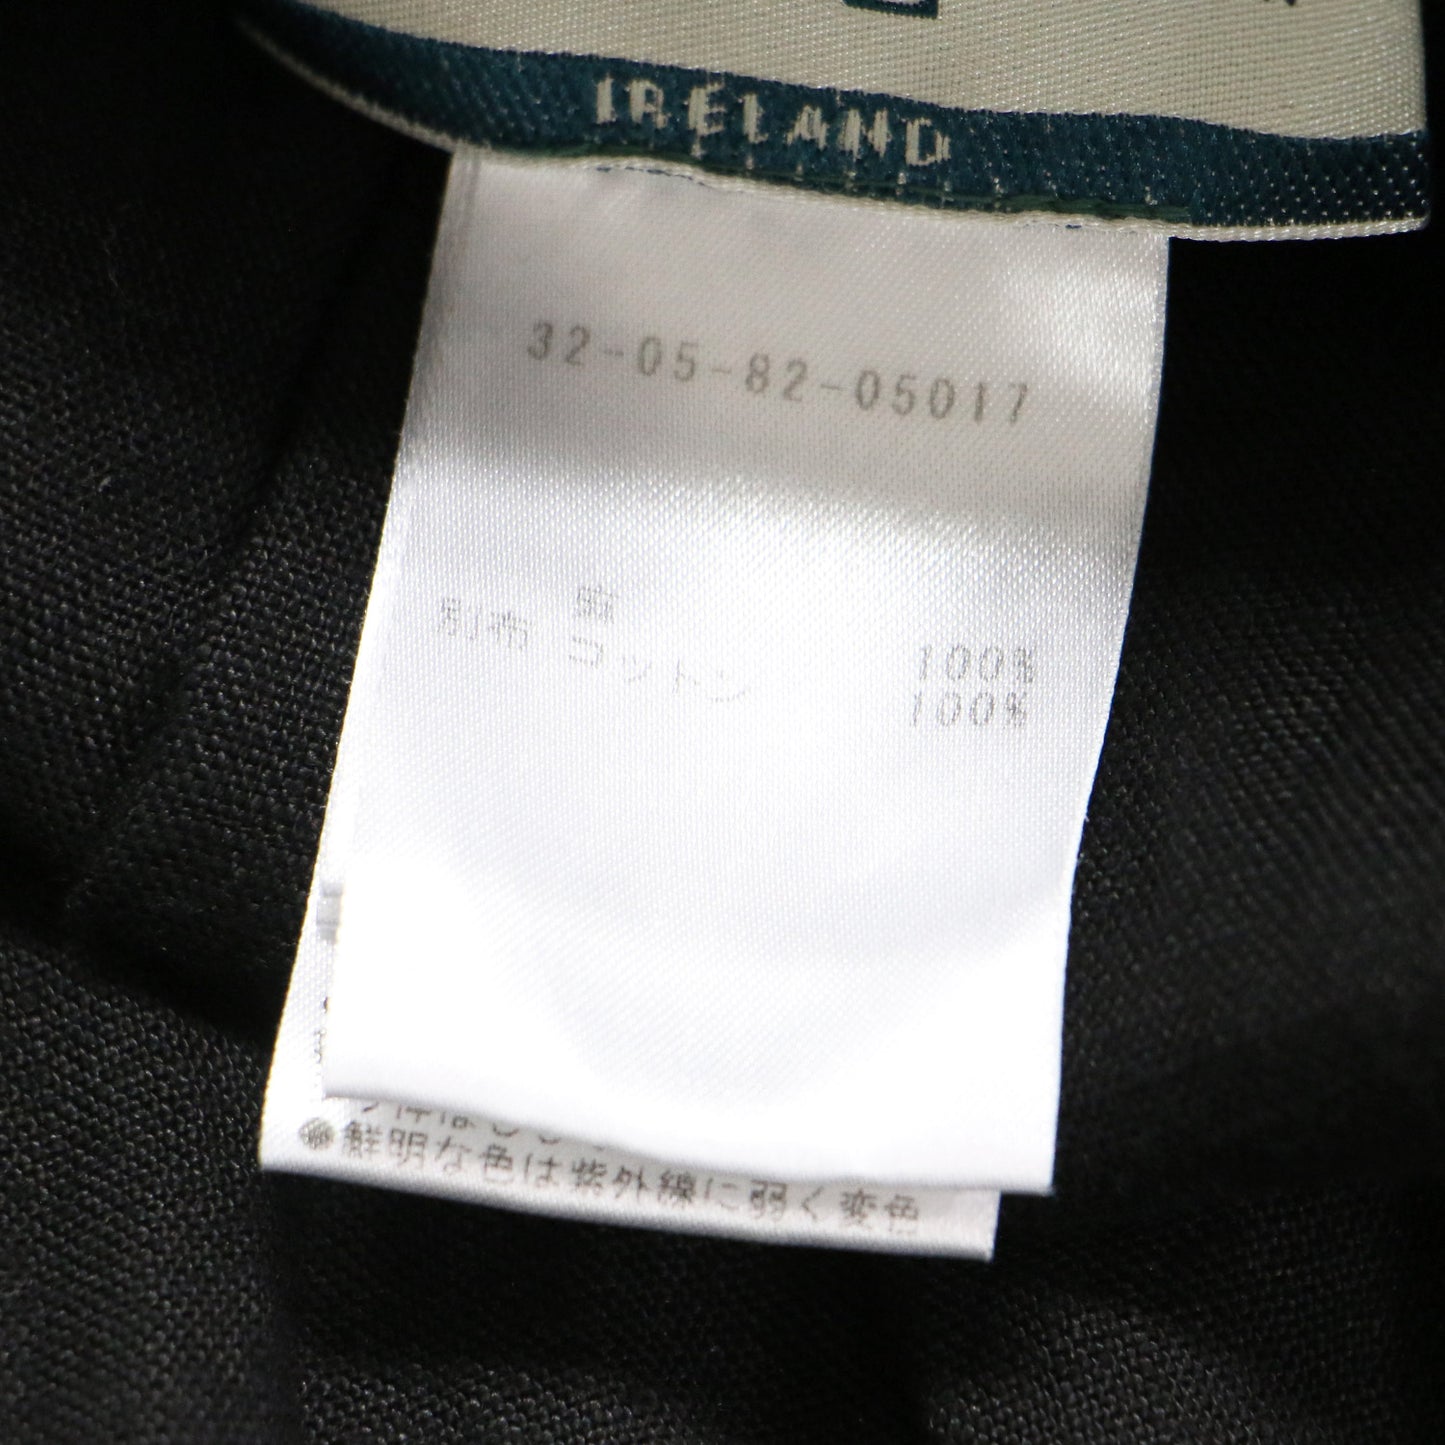 IRELAND
32-05-82-05017
麻 100%
別布 コットン 100%
●鮮明な色は紫外線に弱く変色